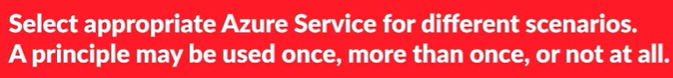 Select appropriate Azure Service for different scenarios.
A principle may be used once, more than once, or not at all.